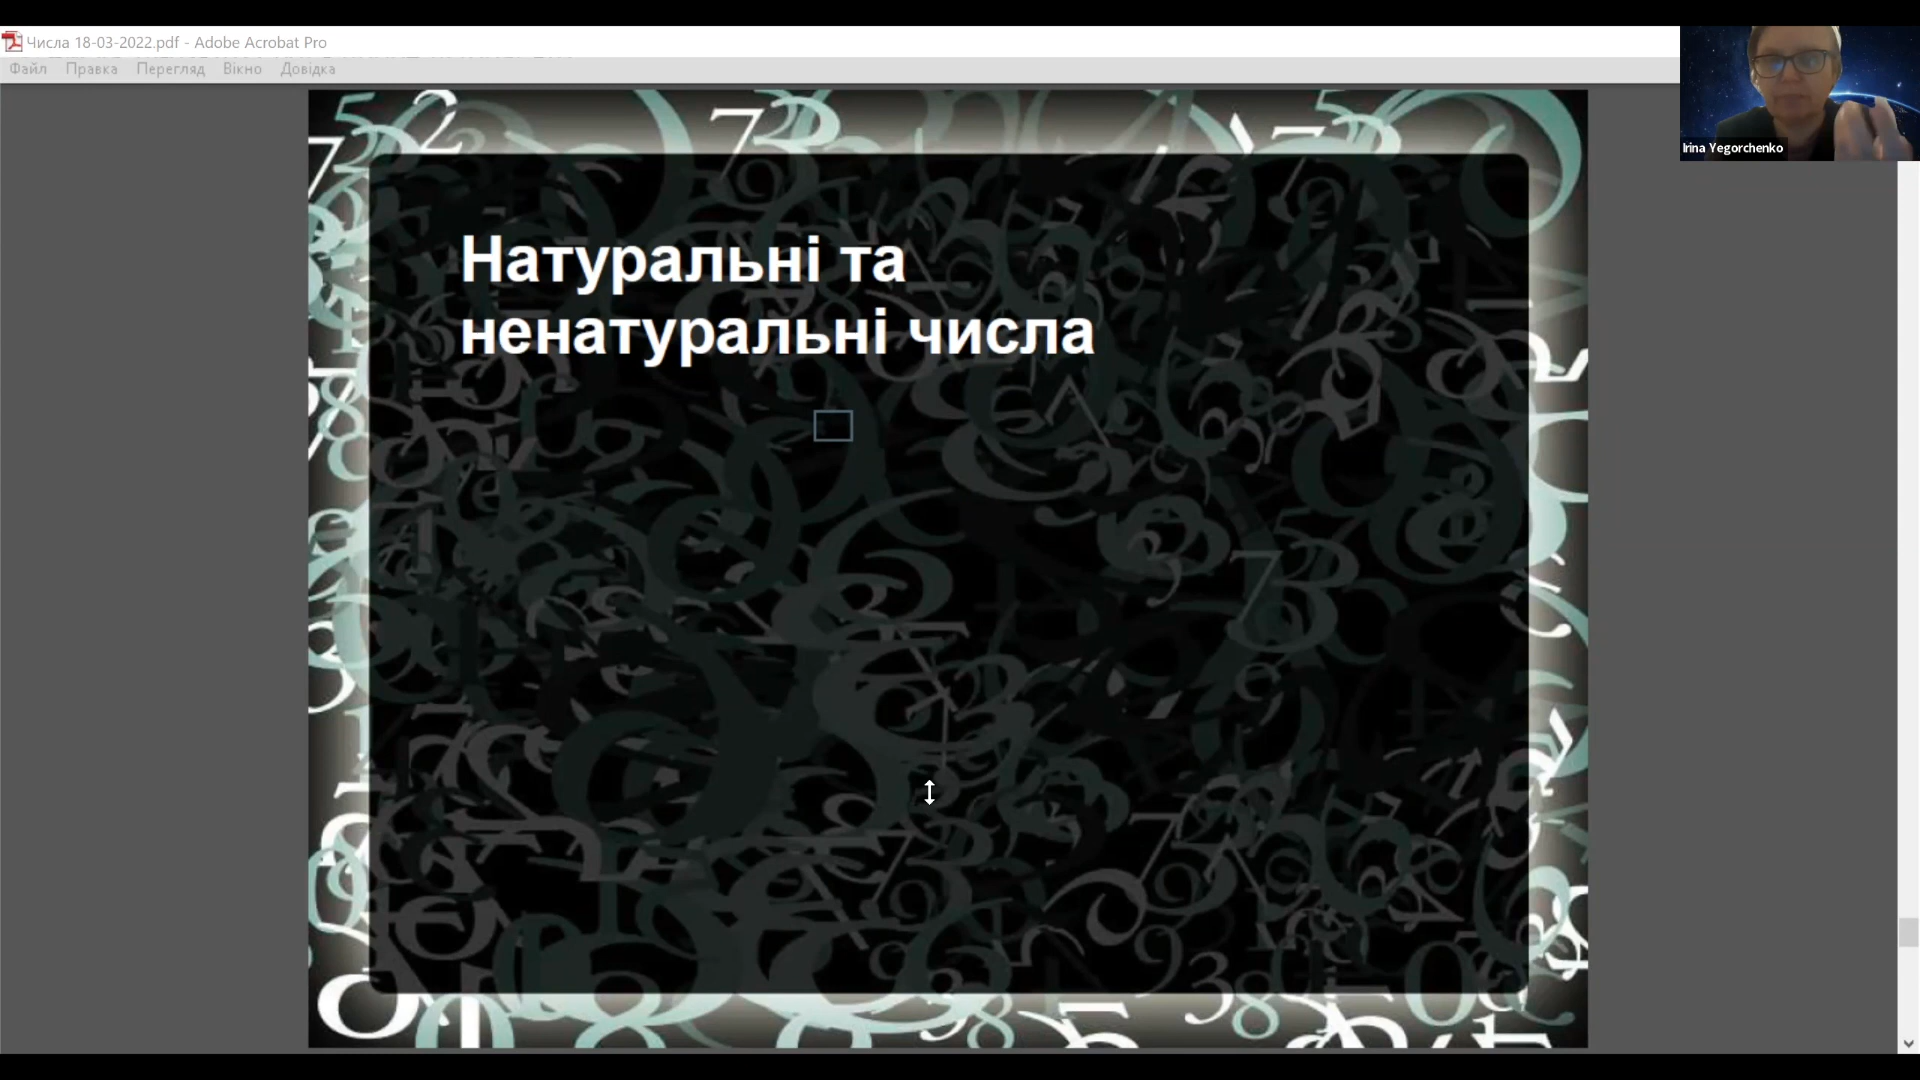 Числа 18-03-2022.pdf - Adobe Acrobat Pro
Файл Правка Перегляд Вікно Довідка
Irina Yegorchenko
Натуральні та
ненатуральні числа